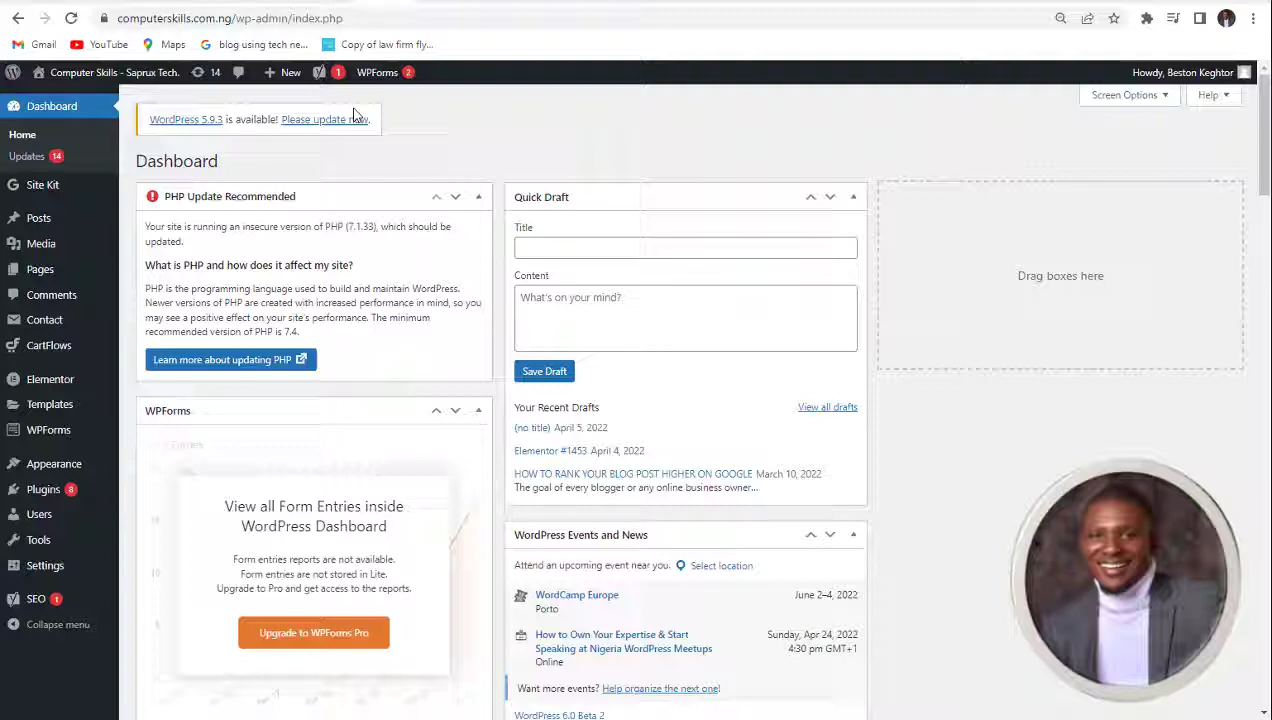 computerskills.com.ng/wp-admin/index.php
Gmail
YouTube
Maps
blog using tech ne...
Copy of law firm fly...
Computer Skills - Saprux Tech.
14
New
1
WPForms
2
Howdy, Beston Keghtor
Dashboard
Screen Options
Help
WordPress 5.9.3 is available! Please update now.
Home
Updates 14
Dashboard
Site Kit
Posts
Media
Pages
Comments
Contact
CartFlows
Elementor
Templates
WPForms
Appearance
Plugins 8
Users
Tools
Settings
SEO 1
Collapse menu
PHP Update Recommended
Your site is running an insecure version of PHP (7.1.33), which should be
updated.
What is PHP and how does it affect my site?
PHP is the programming language used to build and maintain WordPress.
Newer versions of PHP are created with increased performance in mind, so you
may see a positive effect on your site's performance. The minimum
recommended version of PHP is 7.4.
Learn more about updating PHP
WPForms
View all Form Entries inside
WordPress Dashboard
Form entries reports are not available.
Form entries are not stored in Lite.
Upgrade to Pro and get access to the reports.
Upgrade to WPForms Pro
Quick Draft
Title
Content
What's on your mind?
Save Draft
Your Recent Drafts
View all drafts
(no title) April 5, 2022
Elementor #1453 April 4, 2022
HOW TO RANK YOUR BLOG POST HIGHER ON GOOGLE March 10, 2022
The goal of every blogger or any online business owner...
WordPress Events and News
Attend an upcoming event near you.
Select location
WordCamp Europe
June 2–4, 2022
Porto
How to Own Your Expertise & Start
Sunday, Apr 24, 2022
Speaking at Nigeria WordPress Meetups
4:30 pm GMT+1
Online
Want more events? Help organize the next one!
WordPress 6.0 Beta 2
Drag boxes here